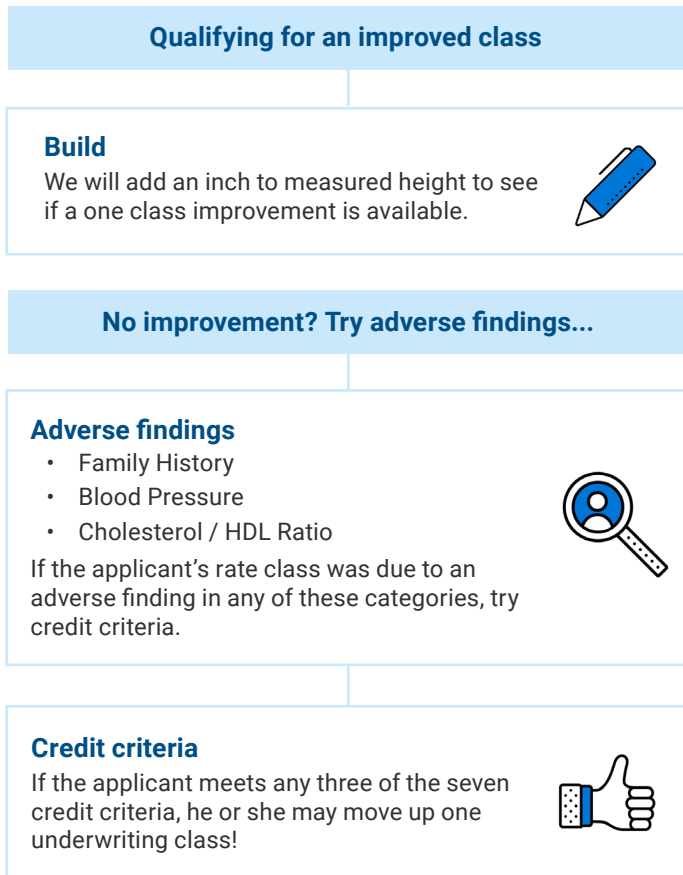 Qualifying for an improved class
Build
We will add an inch to measured height to see
if a one class improvement is available.
No improvement? Try adverse findings...
Adverse findings
• Family History
• Blood Pressure
• Cholesterol / HDL Ratio
If the applicant’s rate class was due to an
adverse finding in any of these categories, try
credit criteria.
Credit criteria
If the applicant meets any three of the seven
credit criteria, he or she may move up one
underwriting class!